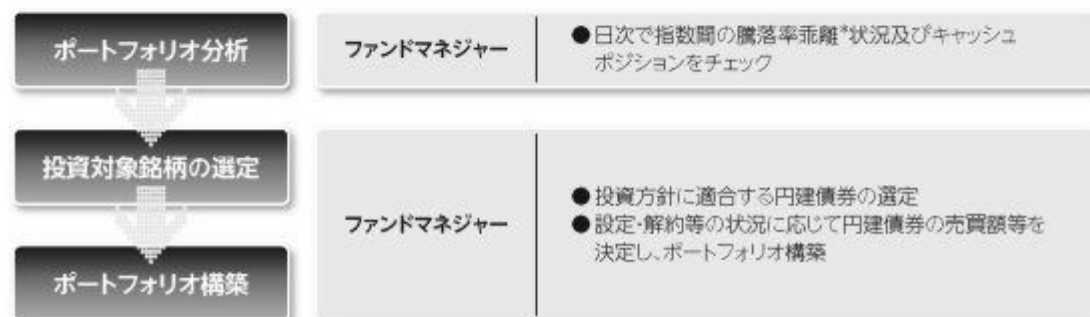 ポートフォリオ分析
ファンドマネジャー
●日次で指数間の騰落率乖離*状況及びキャッシュ
ポジションをチェック
投資対象銘柄の選定
ファンドマネジャー
●投資方針に適合する円建債券の選定
●設定・解約等の状況に応じて円建債券の売買額等を
決定し、ポートフォリオ構築
ポートフォリオ構築